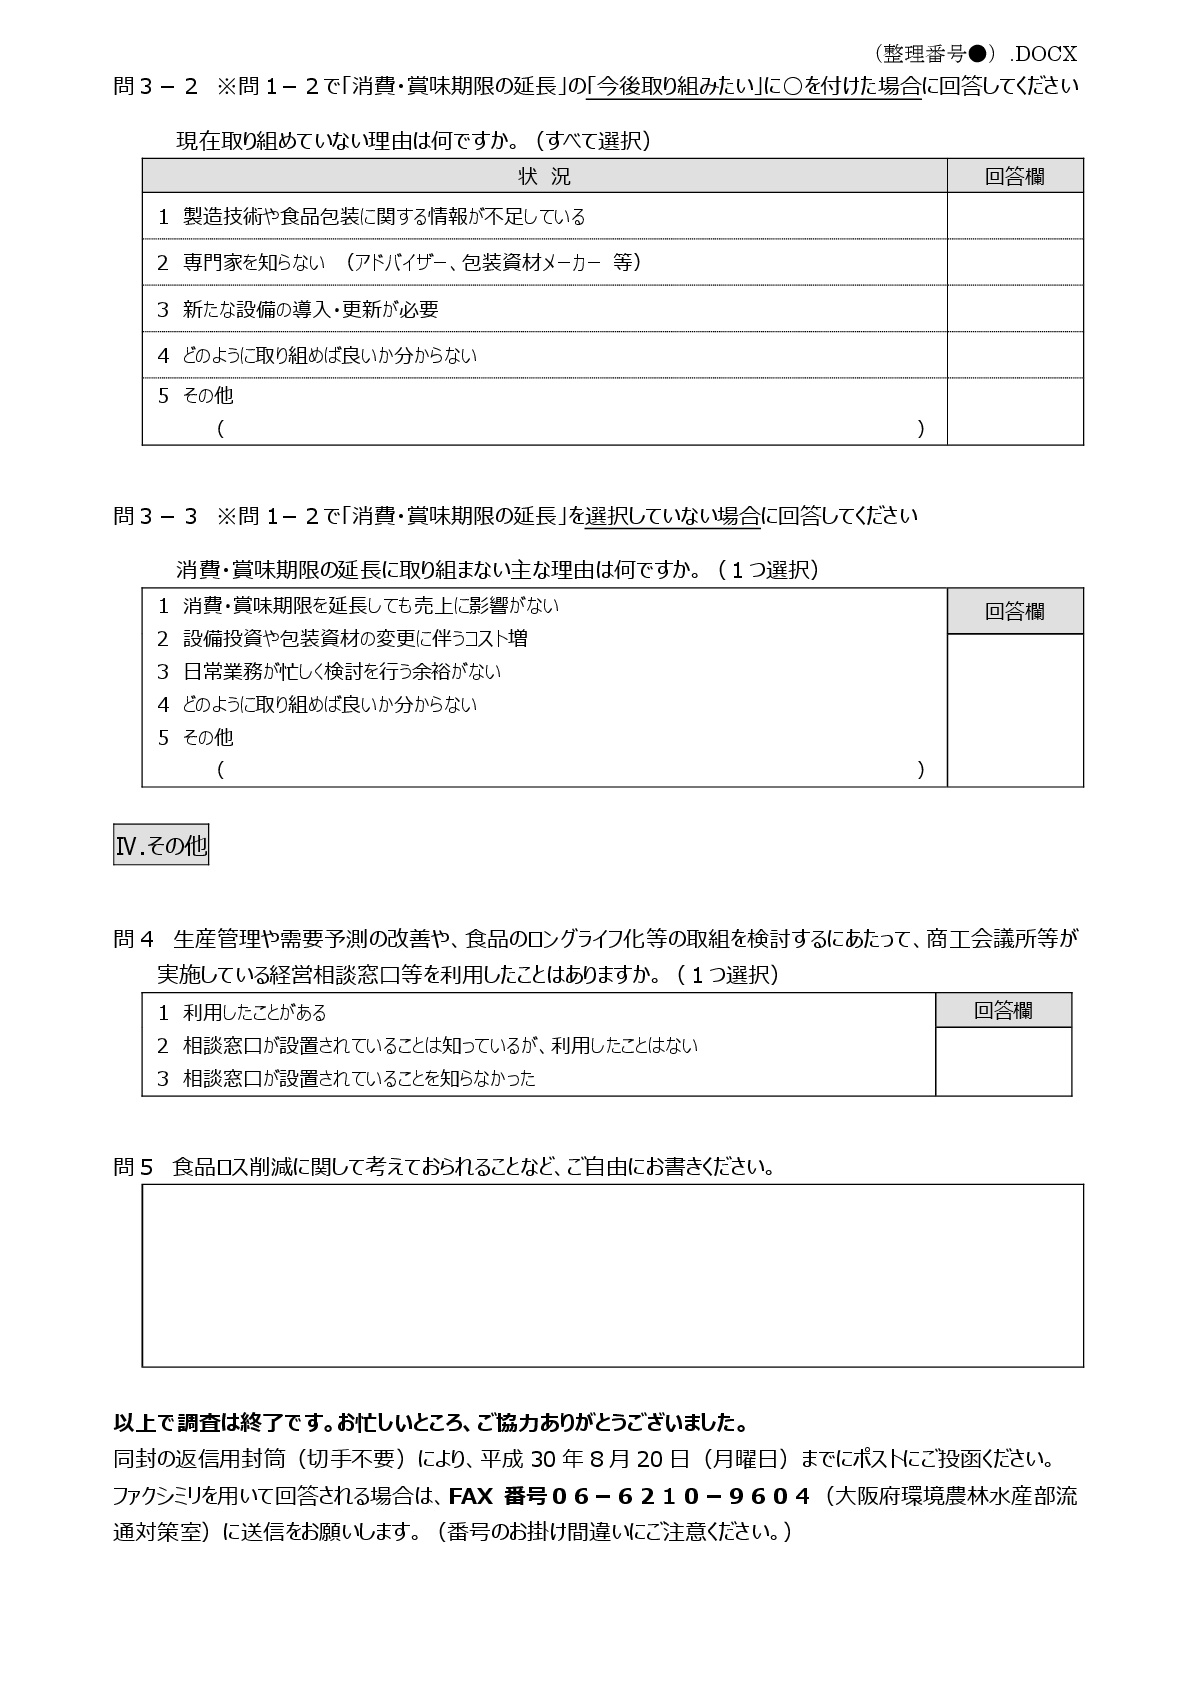 （整理番号●）.DOCX
問３－２　※問１－２で「消費・賞味期限の延長」の「今後取り組みたい」に〇を付けた場合に回答してください
現在取り組めていない理由は何ですか。（すべて選択）
状　況
回答欄
1　製造技術や食品包装に関する情報が不足している
2　専門家を知らない　（アドバイザー、包装資材メーカー　等）
3　新たな設備の導入・更新が必要
4　どのように取り組めば良いか分からない
5　その他
（　　　　　　　　　　　　　　　　　　　　）
問３－３　※問１－２で「消費・賞味期限の延長」を選択していない場合に回答してください
消費・賞味期限の延長に取り組まない主な理由は何ですか。（１つ選択）
1　消費・賞味期限を延長しても売上に影響がない
回答欄
2　設備投資や包装資材の変更に伴うコスト増
3　日常業務が忙しく検討を行う余裕がない
4　どのように取り組めば良いか分からない
5　その他
（　　　　　　　　　　　　　　　　　　　　）
Ⅳ.その他
問４　生産管理や需要予測の改善や、食品のロングライフ化等の取組を検討するにあたって、商工会議所等が
実施している経営相談窓口等を利用したことはありますか。（１つ選択）
1　利用したことがある
回答欄
2　相談窓口が設置されていることは知っているが、利用したことはない
3　相談窓口が設置されていることを知らなかった
問５　食品ロス削減に関して考えておられることなど、ご自由にお書きください。
以上で調査は終了です。お忙しいところ、ご協力ありがとうございました。
同封の返信用封筒（切手不要）により、平成 30 年 8 月 20 日（月曜日）までにポストにご投函ください。
ファクシミリを用いて回答される場合は、FAX 番号０６－６２１０－９６０４（大阪府環境農林水産部流
通対策室）に送信をお願いします。（番号のお掛け間違いにご注意ください。）